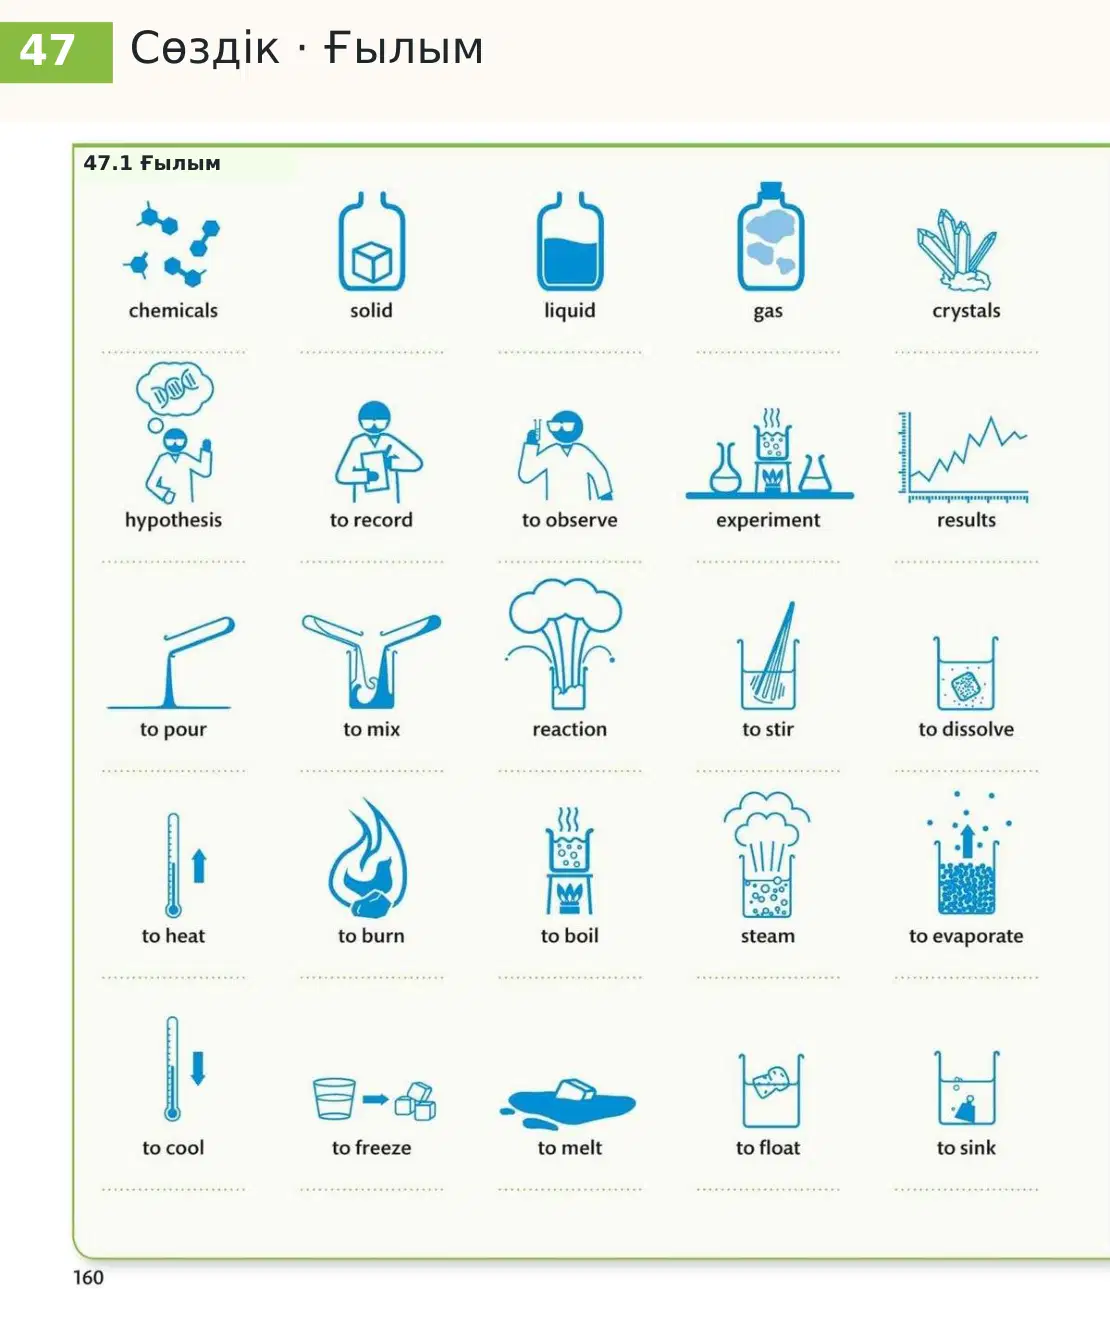 47 Сөздік · Ғылым
47.1 Ғылым
chemicals solid liquid gas crystals
hypothesis to record to observe experiment results
to pour to mix reaction to stir to dissolve
to heat to burn to boil steam to evaporate
to cool to freeze to melt to float to sink
160